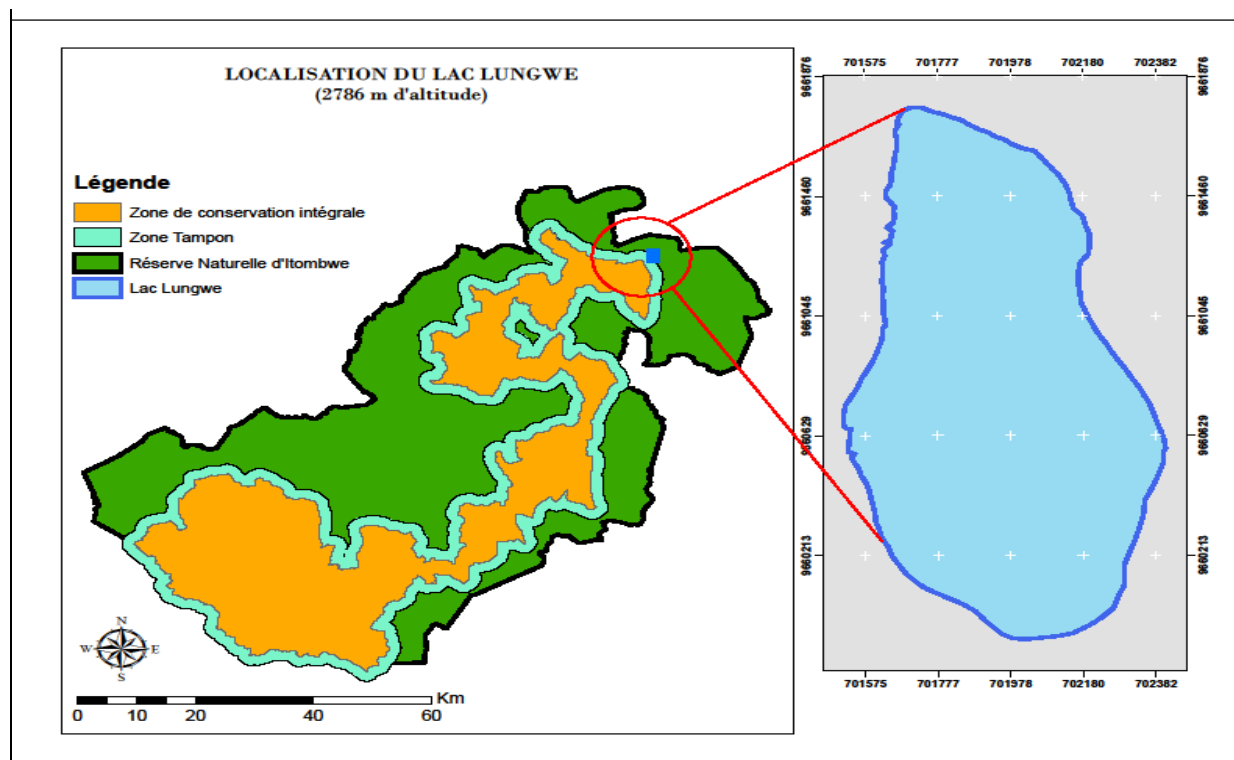 LOCALISATION DU LAC LUNGWE
(2786 m d'altitude)
Légende
Zone de conservation intégrale
Zone Tampon
Réserve Naturelle d'Itombwe
Lac Lungwe
N
W E
S
Km
0 10 20 40 60
701575 701777 701978 702180 702382
9661876 9661876
9661460 9661460
9661045 9661045
9660629 9660629
9660213 9660213
701575 701777 701978 702180 702382